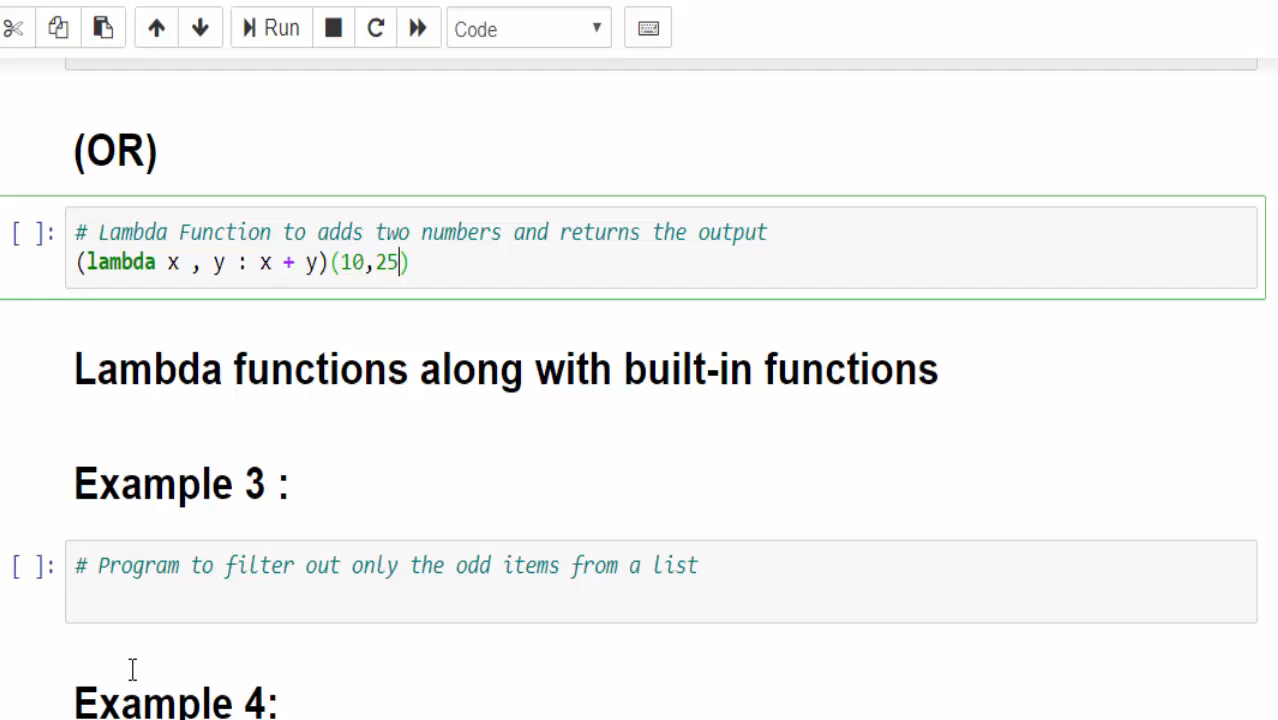 Run
Code
(OR)
[ ]:
# Lambda Function to adds two numbers and returns the output
(lambda x , y : x + y)(10,25)
Lambda functions along with built-in functions
Example 3 :
[ ]:
# Program to filter out only the odd items from a list
Example 4: